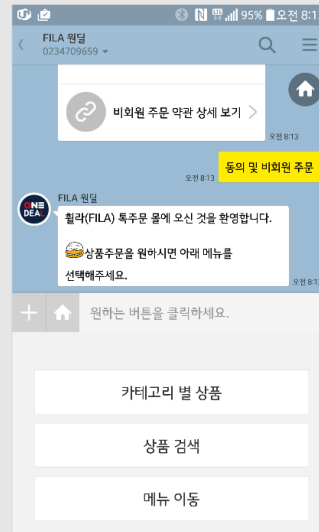 95% 오전 8:1
FILA 원딜
0234709659
비회원 주문 약관 상세 보기
오전 8:13
동의 및 비회원 주문
오전 8:13
FILA 원딜
ONE
DEAL
휠라(FILA) 톡주문 몰에 오신 것을 환영합니다.
상품주문을 원하시면 아래 메뉴를
선택해주세요.
오전 8:1
원하는 버튼을 클릭하세요.
카테고리 별 상품
상품 검색
메뉴 이동